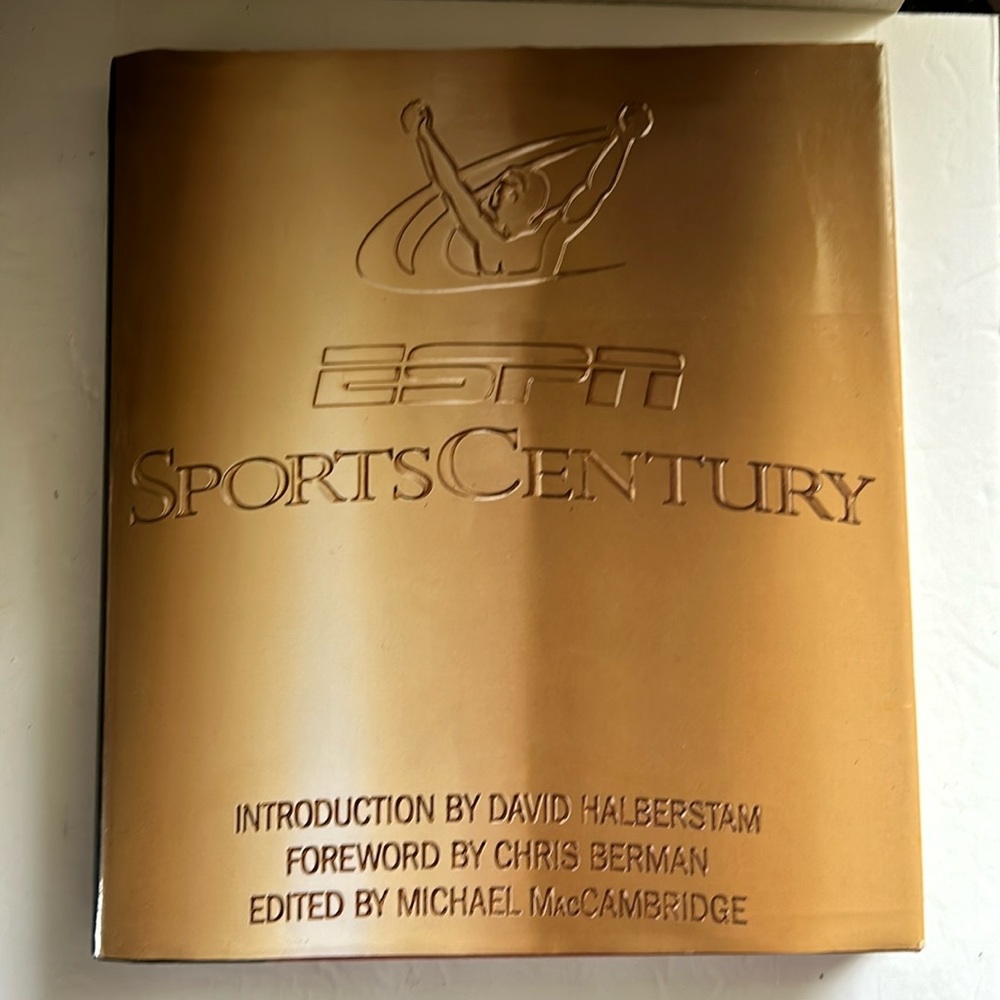 ESPN
SPORTSCENTURY
INTRODUCTION BY DAVID HALBERSTAM
FOREWORD BY CHRIS BERMAN
EDITED BY MICHAEL MacCAMBRIDGE